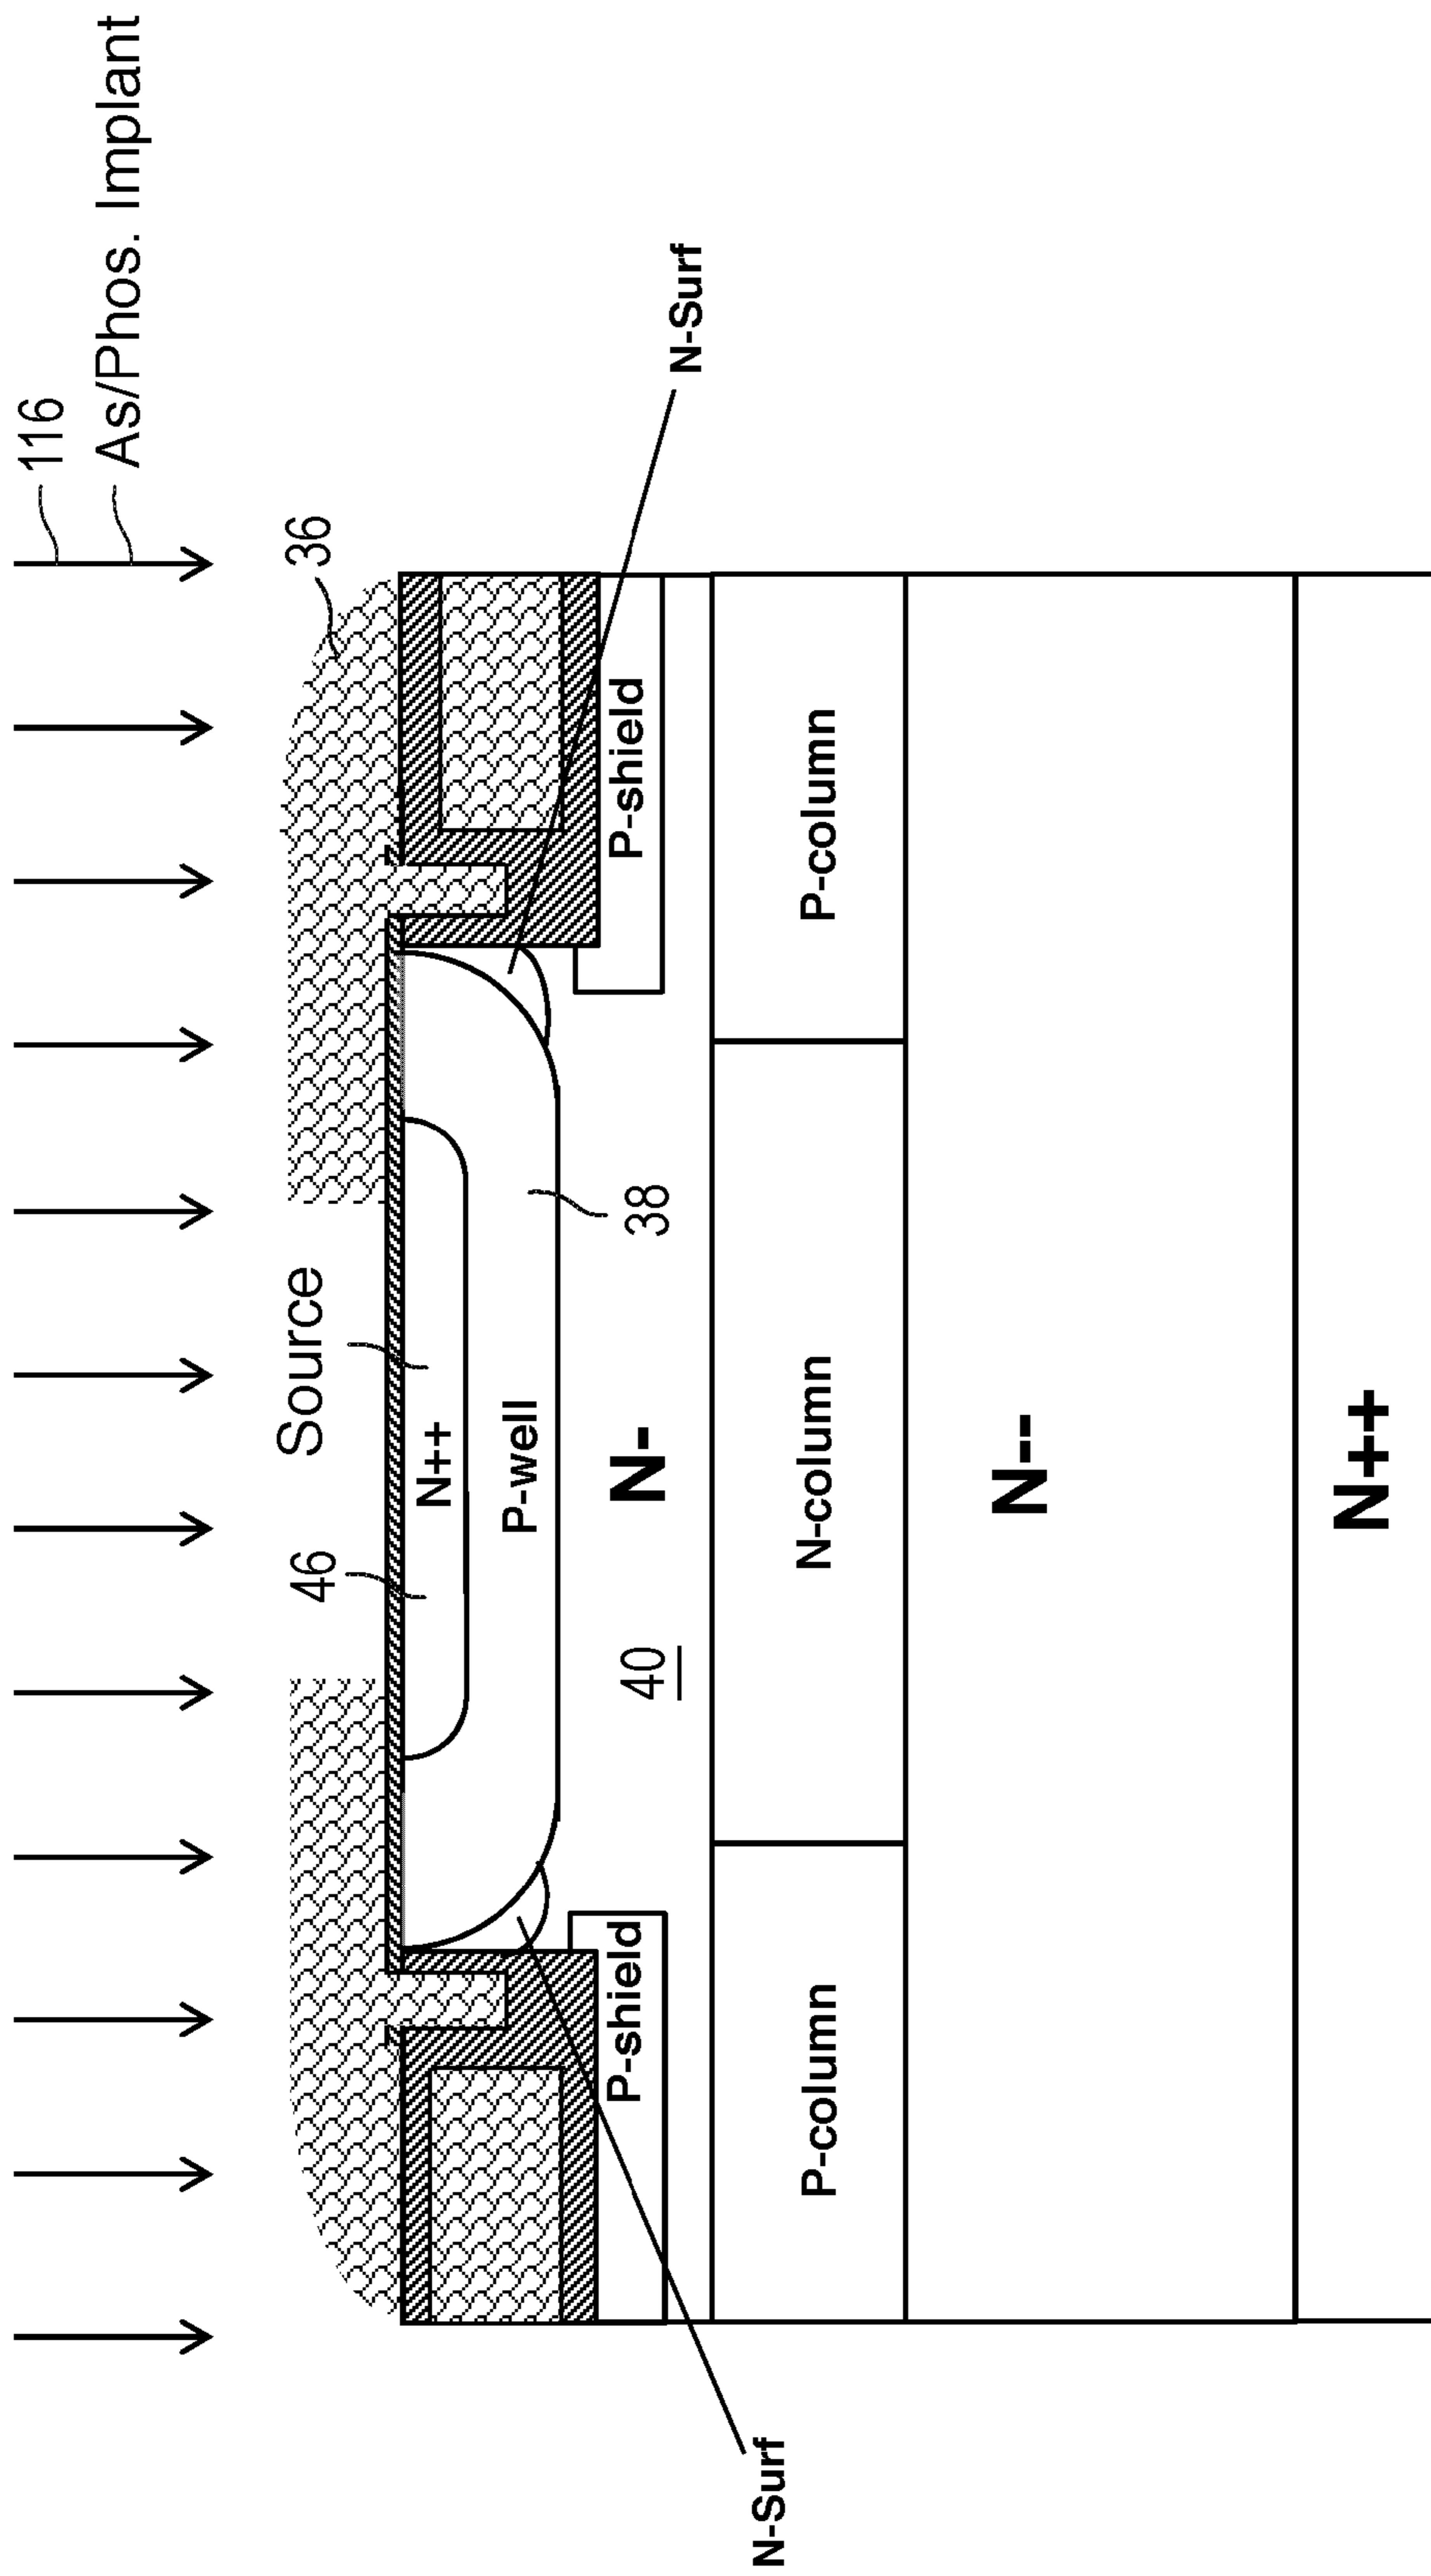 116
As/Phos. Implant
36
Source
46
N++
P-well
38
N-Surf
N-Surf
N-
40
P-shield
P-shield
P-column
N-column
P-column
N--
N++